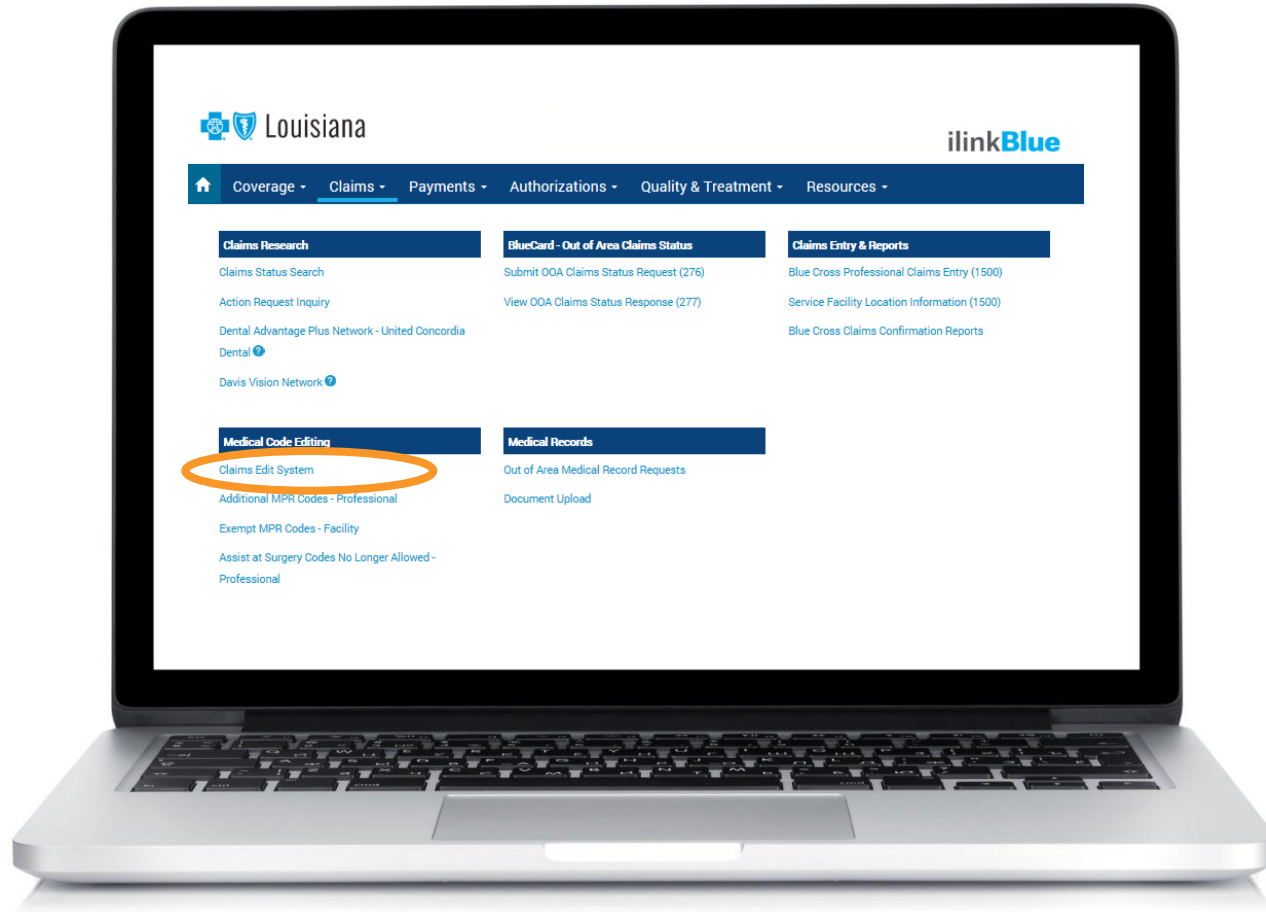 Louisiana
ilinkBlue
Coverage Claims Payments Authorizations Quality & Treatment Resources
Claims Research
Claims Status Search
Action Request Inquiry
Dental Advantage Plus Network - United Concordia
Dental ?
Davis Vision Network ?
BlueCard - Out of Area Claims Status
Submit OOA Claims Status Request (276)
View OOA Claims Status Response (277)
Claims Entry & Reports
Blue Cross Professional Claims Entry (1500)
Service Facility Location Information (1500)
Blue Cross Claims Confirmation Reports
Medical Code Editing
Claims Edit System
Additional MPR Codes - Professional
Exempt MPR Codes - Facility
Assist at Surgery Codes No Longer Allowed -
Professional
Medical Records
Out of Area Medical Record Requests
Document Upload